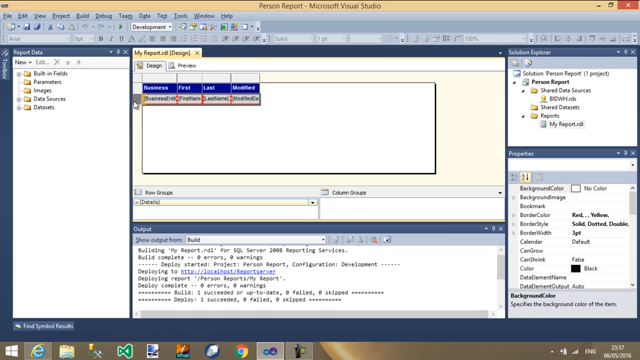 Person Report - Microsoft Visual Studio
File Edit View Project Build Debug Format Tools Window Help
Development
Report Data
New Edit...
Built-in Fields
Parameters
Images
Data Sources
Datasets
My Report.rdl [Design]
Design Preview
Business First Last Modified
[BusinessEntit [FirstNam [LastName] [ModifiedDa
Row Groups Column Groups
(Details)
Output
Show output from: Build
Building 'My Report.rdl' for SQL Server 2008 Reporting Services.
Build complete -- 0 errors, 0 warnings
------ Deploy started: Project: Person Report, Configuration: Development ------
Deploying to http://localhost/Reportserver
Deploying report '/Person Reports/My Report'.
Deploy complete -- 0 errors, 0 warnings
========== Build: 1 succeeded or up-to-date, 0 failed, 0 skipped ==========
========== Deploy: 1 succeeded, 0 failed, 0 skipped ==========
Find Symbol Results
Solution Explorer
Solution 'Person Report' (1 project)
Person Report
Shared Data Sources
BIDWH.rds
Shared Datasets
Reports
My Report.rdl
Properties
BackgroundColor No Color
BackgroundImage
Bookmark
BorderColor Red, , , Yellow,
BorderStyle Solid, Dotted, Double,
BorderWidth 3pt
Calendar Default
CanGrow
CanShrink False
Color Black
DataElementName
DataElementOutput Auto
BackgroundColor
Specifies the background color of the item.
ENG
23:57
06/05/2016